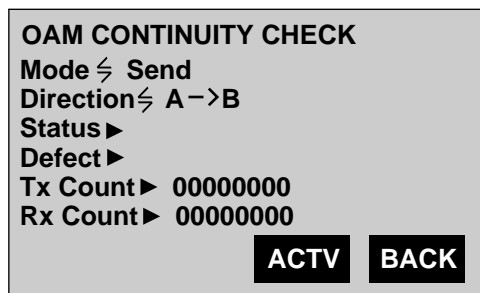 OAM CONTINUITY CHECK
Mode ⇋ Send
Direction ⇋ A->B
Status ▶
Defect ▶
Tx Count ▶ 00000000
Rx Count ▶ 00000000
ACTV BACK